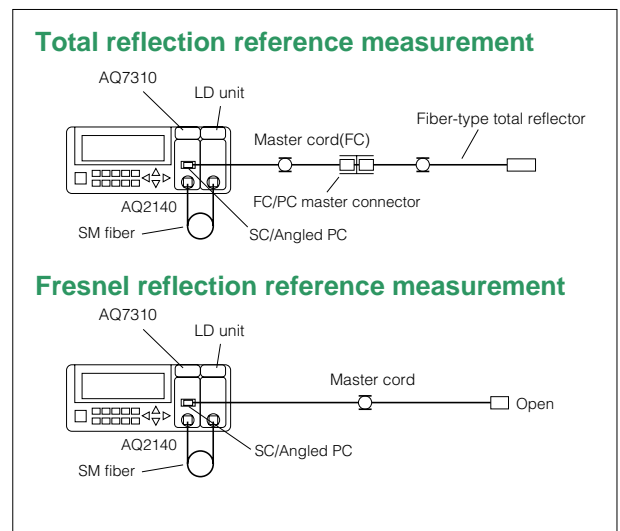 Total reflection reference measurement
AQ7310
LD unit
Fiber-type total reflector
Master cord(FC)
FC/PC master connector
AQ2140
SM fiber
SC/Angled PC
Fresnel reflection reference measurement
AQ7310
LD unit
Master cord
Open
AQ2140
SC/Angled PC
SM fiber